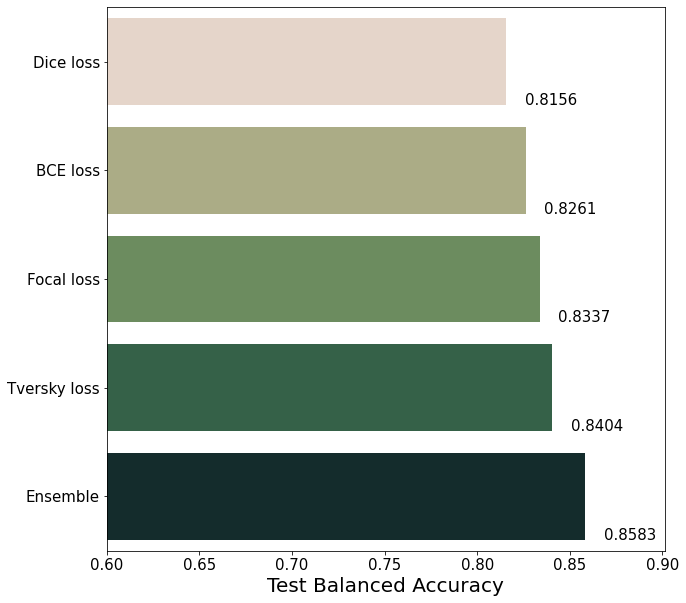 Dice loss
0.8156
BCE loss
0.8261
Focal loss
0.8337
Tversky loss
0.8404
Ensemble
0.8583
0.60 0.65 0.70 0.75 0.80 0.85 0.90
Test Balanced Accuracy